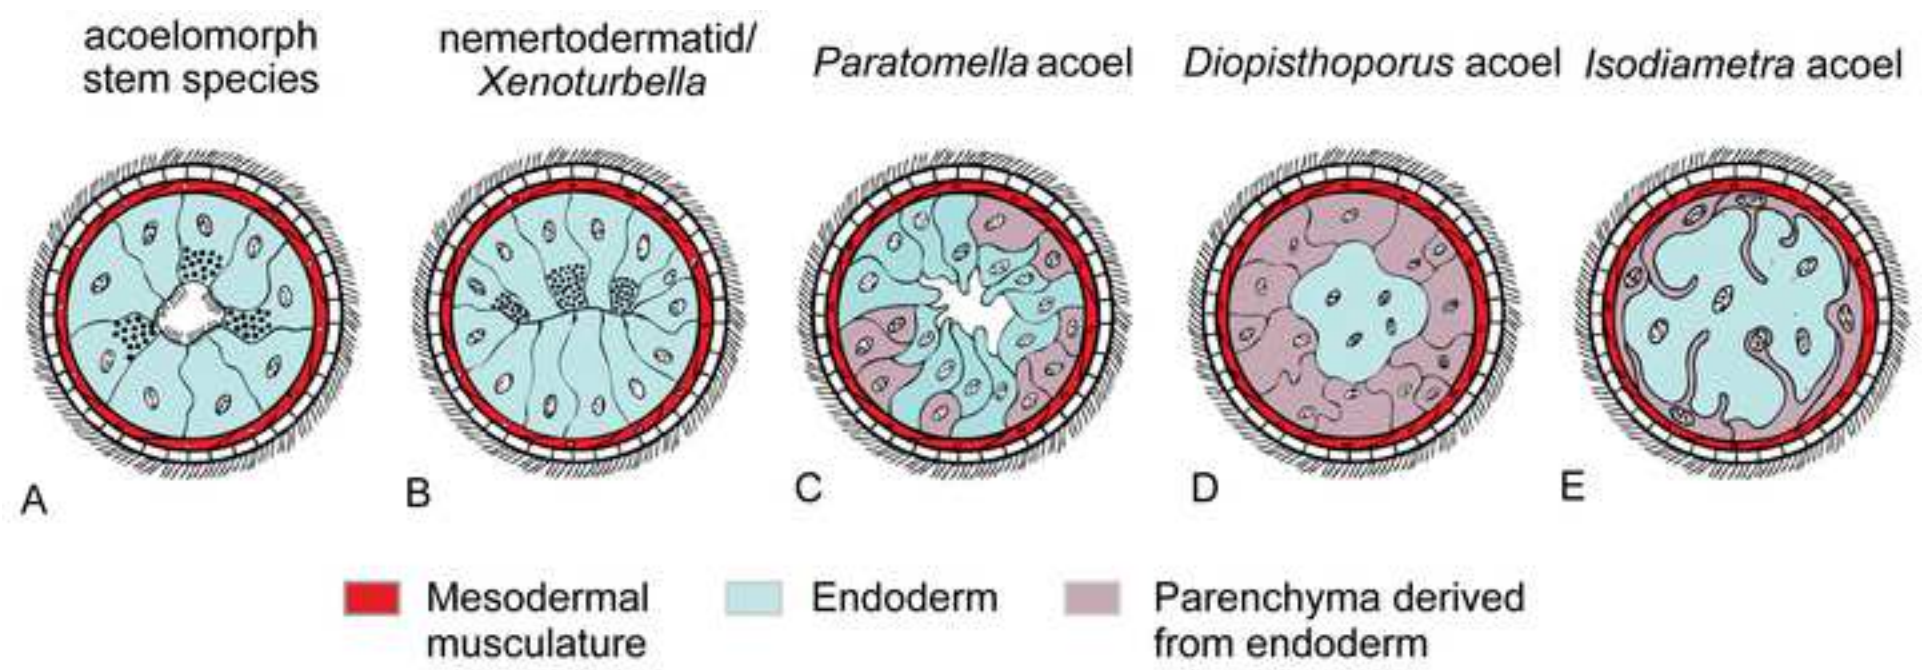 acoelomorph
stem species
nemertodermatid/
Xenoturbella
Paratomella acoel
Diopisthoporus acoel
Isodiametra acoel
A
B
C
D
E
Mesodermal
musculature
Endoderm
Parenchyma derived
from endoderm